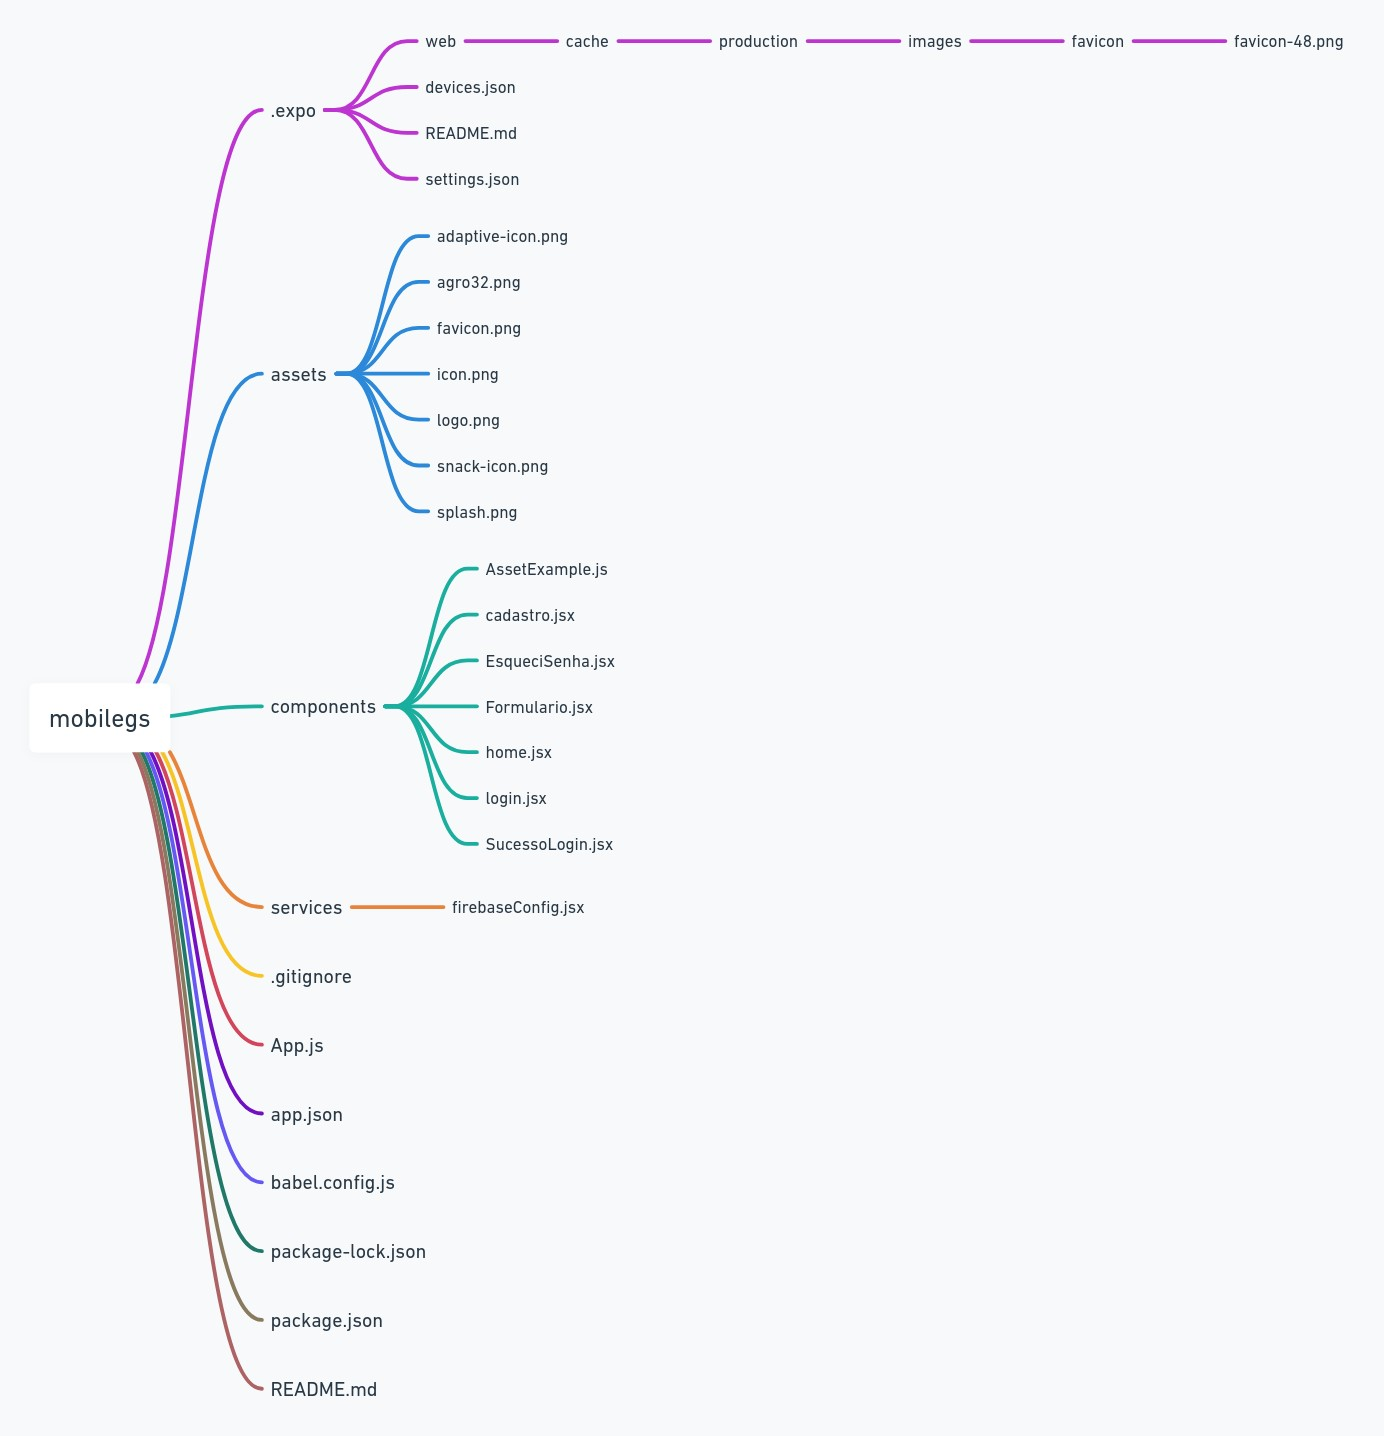 web cache production images favicon favicon-48.png
devices.json
.expo
README.md
settings.json
adaptive-icon.png
agro32.png
favicon.png
assets
icon.png
logo.png
snack-icon.png
splash.png
AssetExample.js
cadastro.jsx
EsqueciSenha.jsx
mobilegs
components
Formulario.jsx
home.jsx
login.jsx
SucessoLogin.jsx
services firebaseConfig.jsx
.gitignore
App.js
app.json
babel.config.js
package-lock.json
package.json
README.md